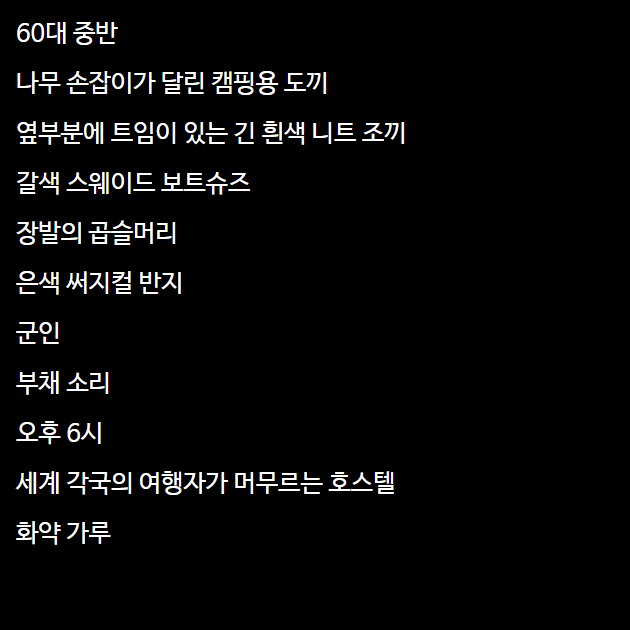 60대 중반
나무 손잡이가 달린 캠핑용 도끼
옆부분에 트임이 있는 긴 흰색 니트 조끼
갈색 스웨이드 보트슈즈
장발의 곱슬머리
은색 써지컬 반지
군인
부채 소리
오후 6시
세계 각국의 여행자가 머무르는 호스텔
화약 가루